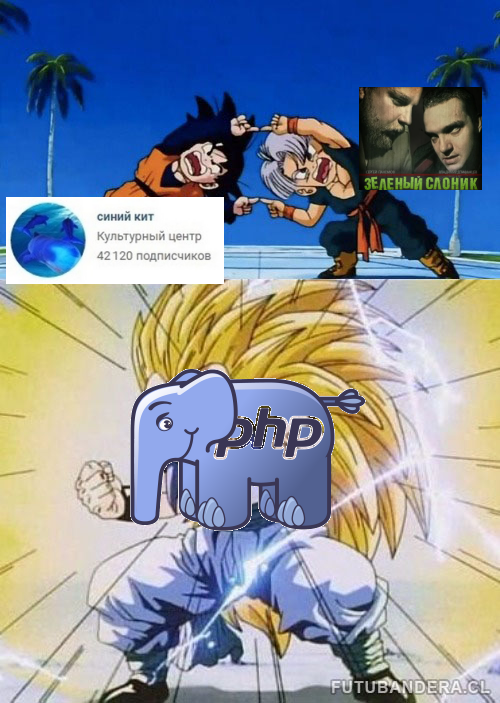 ЗЕЛЕНЫЙ СЛОНИК
синий кит
Культурный центр
42 120 подписчиков
php
FUTUBANDERA.CL